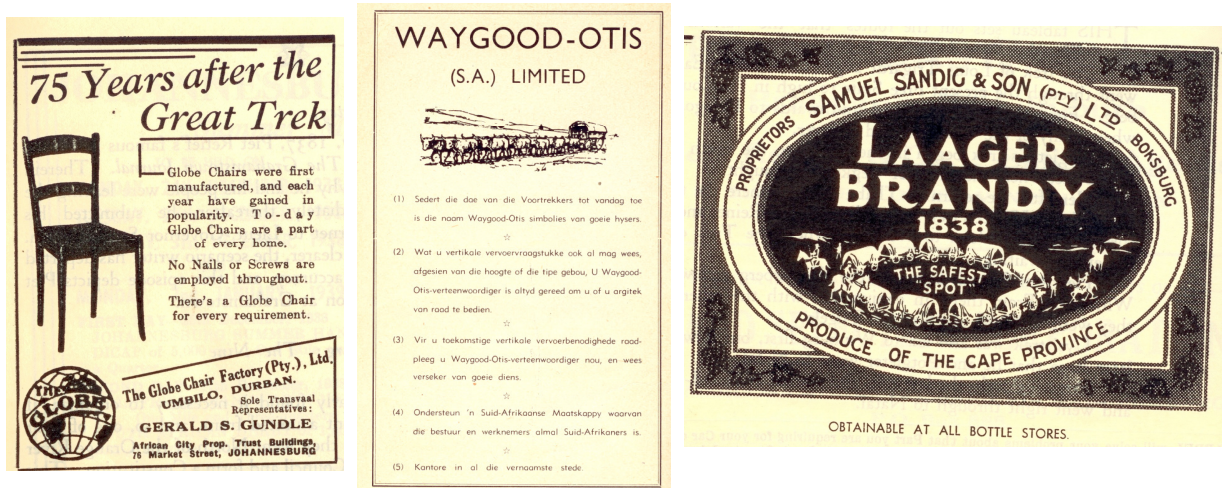 75 Years after the
Great Trek
Globe Chairs were first
manufactured, and each
year have gained in
popularity. To-day
Globe Chairs are a part
of every home.
No Nails or Screws are
employed throughout.
There's a Globe Chair
for every requirement.
THE
GLOBE
The Globe Chair Factory (Pty.), Ltd.
UMBILO, DURBAN.
Sole Transvaal
Representatives:
GERALD S. GUNDLE
African City Prop. Trust Buildings,
76 Market Street, JOHANNESBURG
WAYGOOD-OTIS
(S.A.) LIMITED
(1) Sedert die dae van die Voortrekkers tot vandag toe
is die naam Waygood-Otis simbolies van goeie hysers.
(2) Wat u vertikale vervoervraagstukke ook al mag wees,
afgesien van die hoogte of die tipe gebou, U Waygood-
Otis-verteenwoordiger is altyd gereed om u of u argitek
van raad te bedien.
(3) Vir u toekomstige vertikale vervoerbenodighede raad-
pleeg u Waygood-Otis-verteenwoordiger nou, en wees
verseker van goeie diens.
(4) Ondersteun 'n Suid-Afrikaanse Maatskappy waarvan
die bestuur en werknemers almal Suid-Afrikaners is.
(5) Kantore in al die vernaamste stede.
PROPRIETORS SAMUEL SANDIG & SON (PTY) LTD BOKSBURG
LAAGER
BRANDY
1838
THE SAFEST
"SPOT"
PRODUCE OF THE CAPE PROVINCE
OBTAINABLE AT ALL BOTTLE STORES.